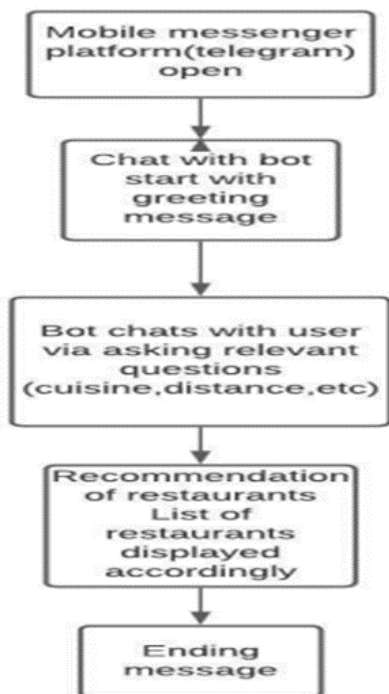 Mobile messenger
platform(telegram)
open
Chat with bot
start with
greeting
message
Bot chats with user
via asking relevant
questions
(cuisine,distance,etc)
Recommendation
of restaurants
List of
restaurants
displayed
accordingly
Ending
message